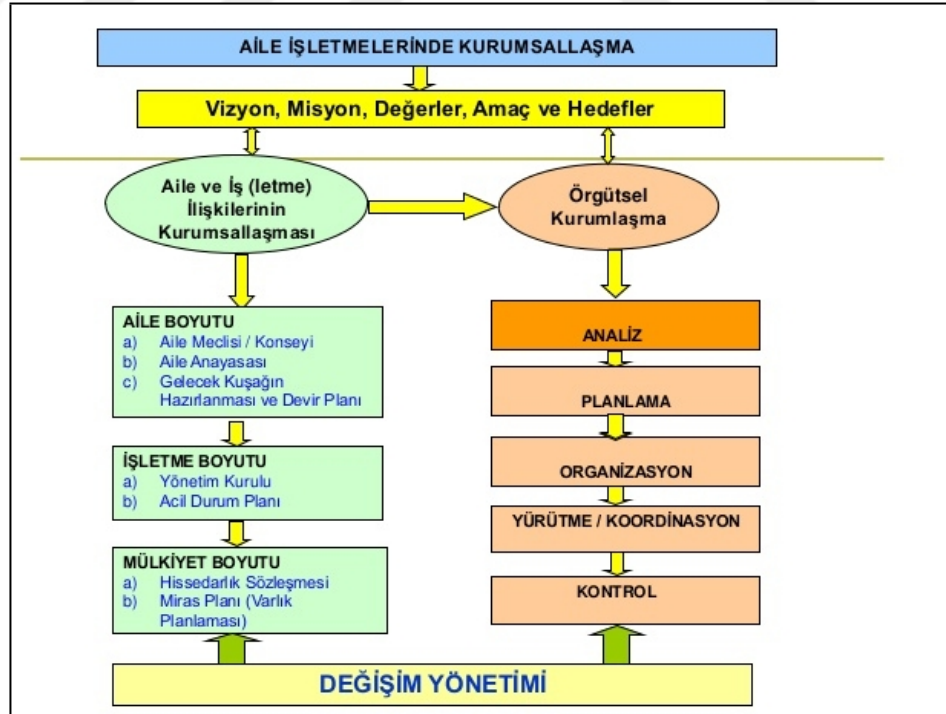 AİLE İŞLETMELERİNDE KURUMSALLAŞMA
Vizyon, Misyon, Değerler, Amaç ve Hedefler
Aile ve İş (letme)
İlişkilerinin
Kurumsallaşması
Örgütsel
Kurumlaşma
AİLE BOYUTU
a) Aile Meclisi / Konseyi
b) Aile Anayasası
c) Gelecek Kuşağın
Hazırlanması ve Devir Planı
İŞLETME BOYUTU
a) Yönetim Kurulu
b) Acil Durum Planı
MÜLKİYET BOYUTU
a) Hissedarlık Sözleşmesi
b) Miras Planı (Varlık
Planlaması)
ANALİZ
PLANLAMA
ORGANİZASYON
YÜRÜTME / KOORDİNASYON
KONTROL
DEĞİŞİM YÖNETİMİ